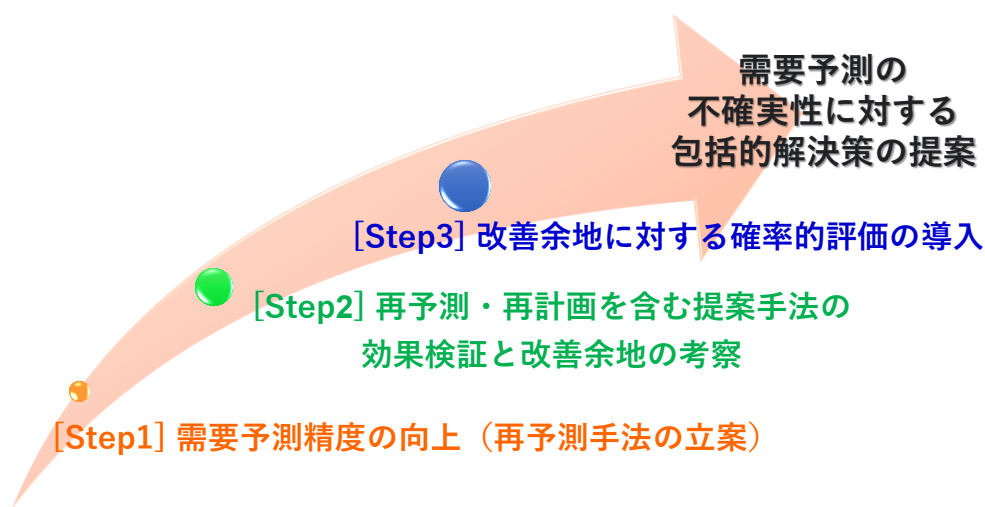 需要予測の
不確実性に対する
包括的解決策の提案
[Step3] 改善余地に対する確率的評価の導入
[Step2] 再予測・再計画を含む提案手法の
効果検証と改善余地の考察
[Step1] 需要予測精度の向上（再予測手法の立案）